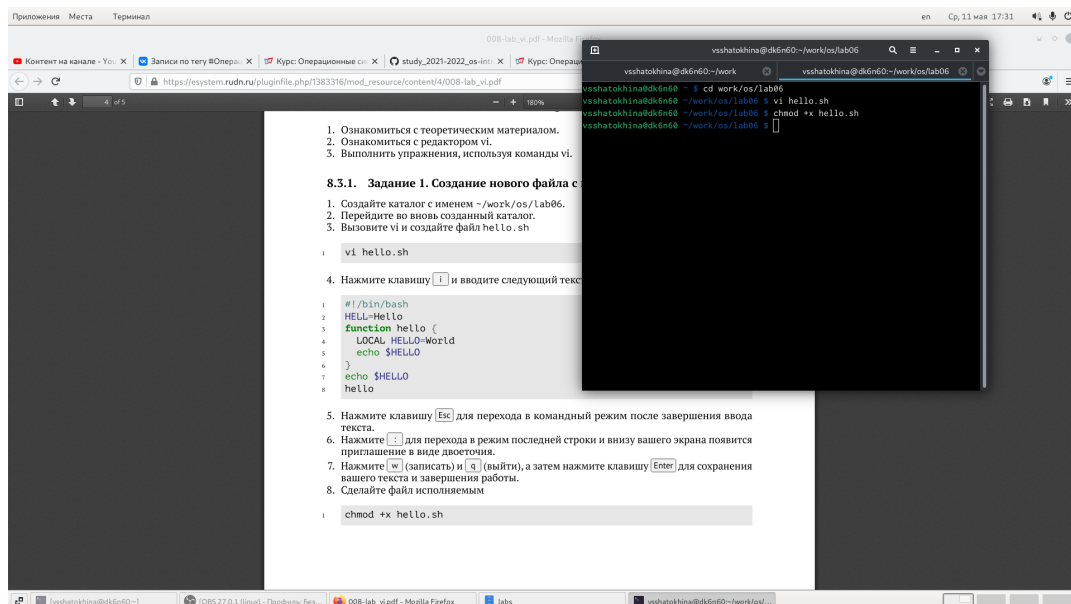 Приложения Места Терминал en Ср, 11 мая 17:31
008-lab_vi.pdf - Mozilla
Контент на канале - You Записи по тегу #Операц Курс: Операционные си study_2021-2022_os-intr Курс: Операци
https://esystem.rudn.ru/pluginfile.php/1383316/mod_resource/content/4/008-lab_vi.pdf
4 из 5 180%
1. Ознакомиться с теоретическим материалом.
2. Ознакомиться с редактором vi.
3. Выполнить упражнения, используя команды vi.
8.3.1. Задание 1. Создание нового файла с
1. Создайте каталог с именем ~/work/os/lab06.
2. Перейдите во вновь созданный каталог.
3. Вызовите vi и создайте файл hello.sh
1 vi hello.sh
4. Нажмите клавишу i и вводите следующий текс
1 #!/bin/bash
2 HELL=Hello
3 function hello {
4 LOCAL HELLO=World
5 echo $HELLO
6 }
7 echo $HELLO
8 hello
5. Нажмите клавишу Esc для перехода в командный режим после завершения ввода
текста.
6. Нажмите : для перехода в режим последней строки и внизу вашего экрана появится
приглашение в виде двоеточия.
7. Нажмите w (записать) и q (выйти), а затем нажмите клавишу Enter для сохранения
вашего текста и завершения работы.
8. Сделайте файл исполняемым
1 chmod +x hello.sh
vsshatokhina@dk6n60:~/work/os/lab06
vsshatokhina@dk6n60:~/work vsshatokhina@dk6n60:~/work/os/lab06
vsshatokhina@dk6n60 ~ $ cd work/os/lab06
vsshatokhina@dk6n60 ~/work/os/lab06 $ vi hello.sh
vsshatokhina@dk6n60 ~/work/os/lab06 $ chmod +x hello.sh
vsshatokhina@dk6n60 ~/work/os/lab06 $
[vsshatokhina@dk6n60:~] [OBS 27.0.1 (linux) - Профиль: Без... 008-lab_vi.pdf - Mozilla Firefox labs vsshatokhina@dk6n60:~/work/os/...